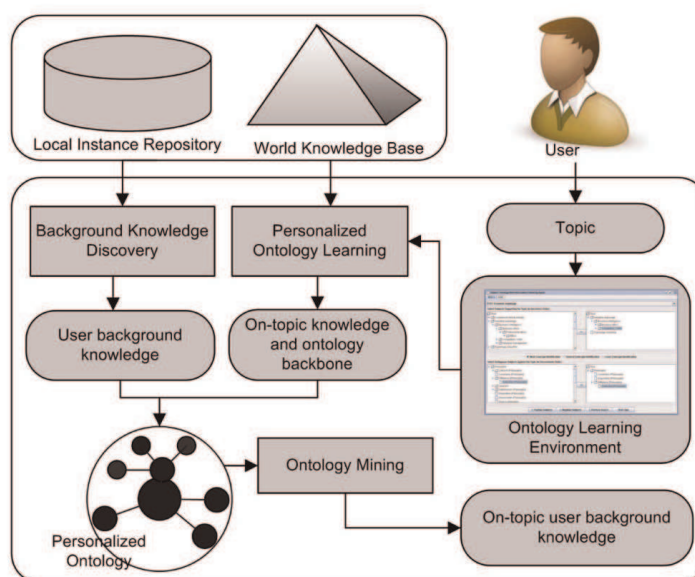 Local Instance Repository
World Knowledge Base
User
Background Knowledge
Discovery
Personalized
Ontology Learning
Topic
User background
knowledge
On-topic knowledge
and ontology
backbone
Ontology Learning
Environment
Personalized
Ontology
Ontology Mining
On-topic user background
knowledge